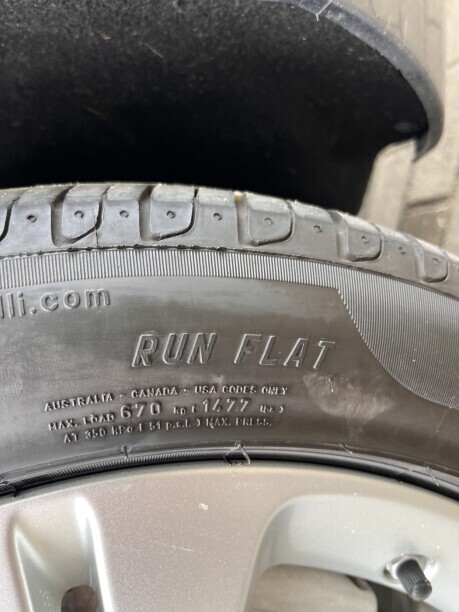 lli.com
RUN FLAT
AUSTRALIA - CANADA - USA CODES ONLY
MAX. LOAD 670 kg ( 1477 lbs )
AT 350 kPa ( 51 p.s.i. ) MAX. PRESS.